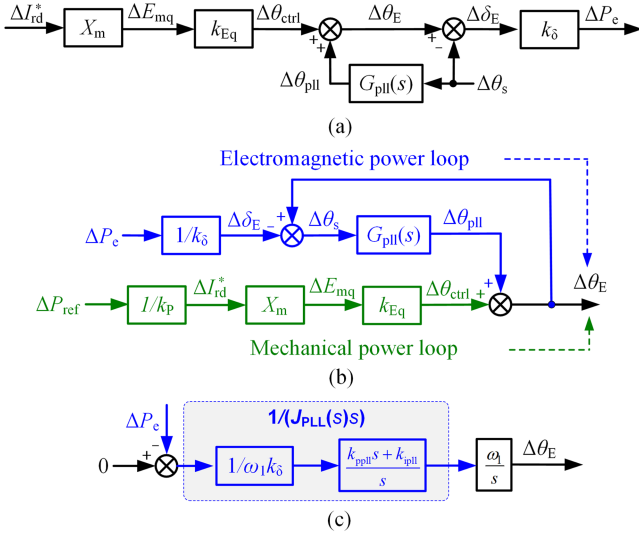 ΔI*rd ΔEmq Δθctrl ΔθE ΔδE ΔPe
Xm kEq kδ
+ + + -
Δθpll Gpll(s) Δθs
(a)
Electromagnetic power loop
ΔPe 1/kδ ΔδE - + Δθs Gpll(s) Δθpll
+ ΔθE
ΔPref 1/kP ΔI*rd Xm ΔEmq kEq Δθctrl +
Mechanical power loop
(b)
1/(JPLL(s)s)
ΔPe -
0 + 1/ω1kδ (kppll s + kipll)/s ω1/s ΔθE
(c)